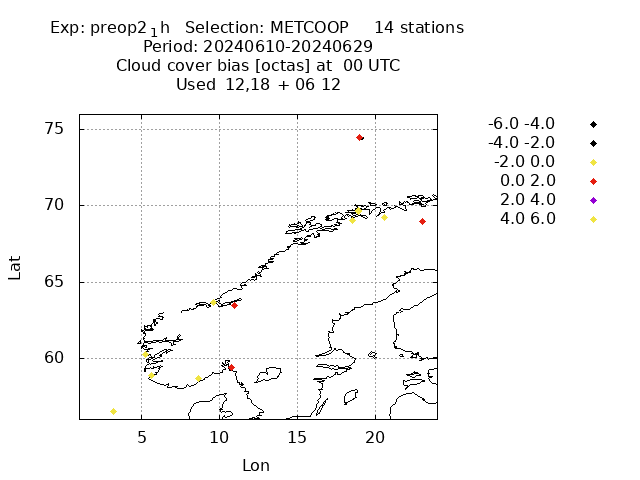 Exp: preop2₁h Selection: METCOOP 14 stations
Period: 20240610-20240629
Cloud cover bias [octas] at 00 UTC
Used 12,18 + 06 12
-6.0 -4.0
-4.0 -2.0
-2.0 0.0
0.0 2.0
2.0 4.0
4.0 6.0
75
70
65
60
Lat
5 10 15 20
Lon